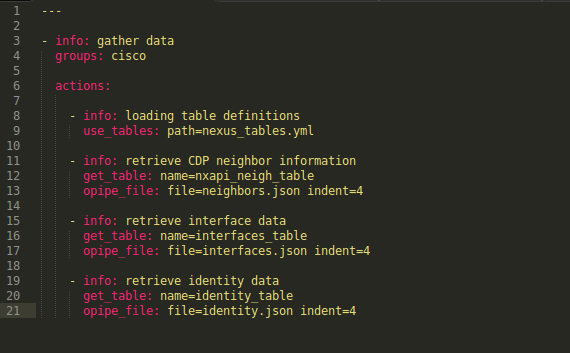 1 ---
2
3 - info: gather data
4   groups: cisco
5
6   actions:
7
8     - info: loading table definitions
9       use_tables: path=nexus_tables.yml
10
11     - info: retrieve CDP neighbor information
12       get_table: name=nxapi_neigh_table
13       opipe_file: file=neighbors.json indent=4
14
15     - info: retrieve interface data
16       get_table: name=interfaces_table
17       opipe_file: file=interfaces.json indent=4
18
19     - info: retrieve identity data
20       get_table: name=identity_table
21       opipe_file: file=identity.json indent=4